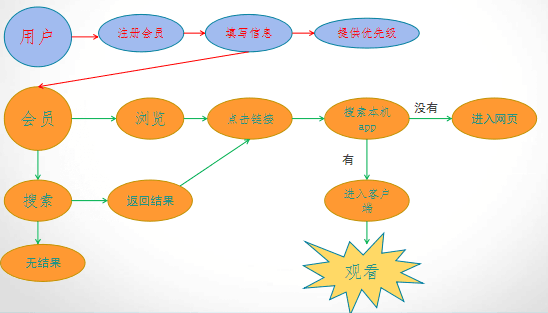 用户
注册会员
填写信息
提供优先级
会员
浏览
点击链接
搜索本机
app
没有
进入网页
有
搜索
返回结果
进入客户
端
无结果
观看